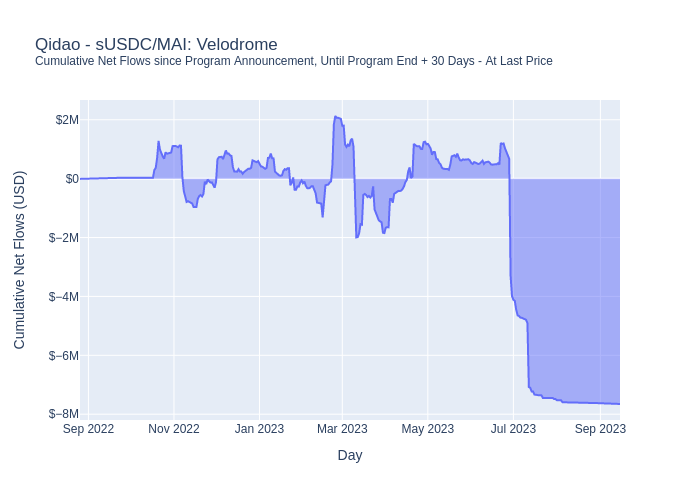 Qidao - sUSDC/MAI: Velodrome
Cumulative Net Flows since Program Announcement, Until Program End + 30 Days - At Last Price
Cumulative Net Flows (USD)
$2M
$0
$−2M
$−4M
$−6M
$−8M
Sep 2022 Nov 2022 Jan 2023 Mar 2023 May 2023 Jul 2023 Sep 2023
Day